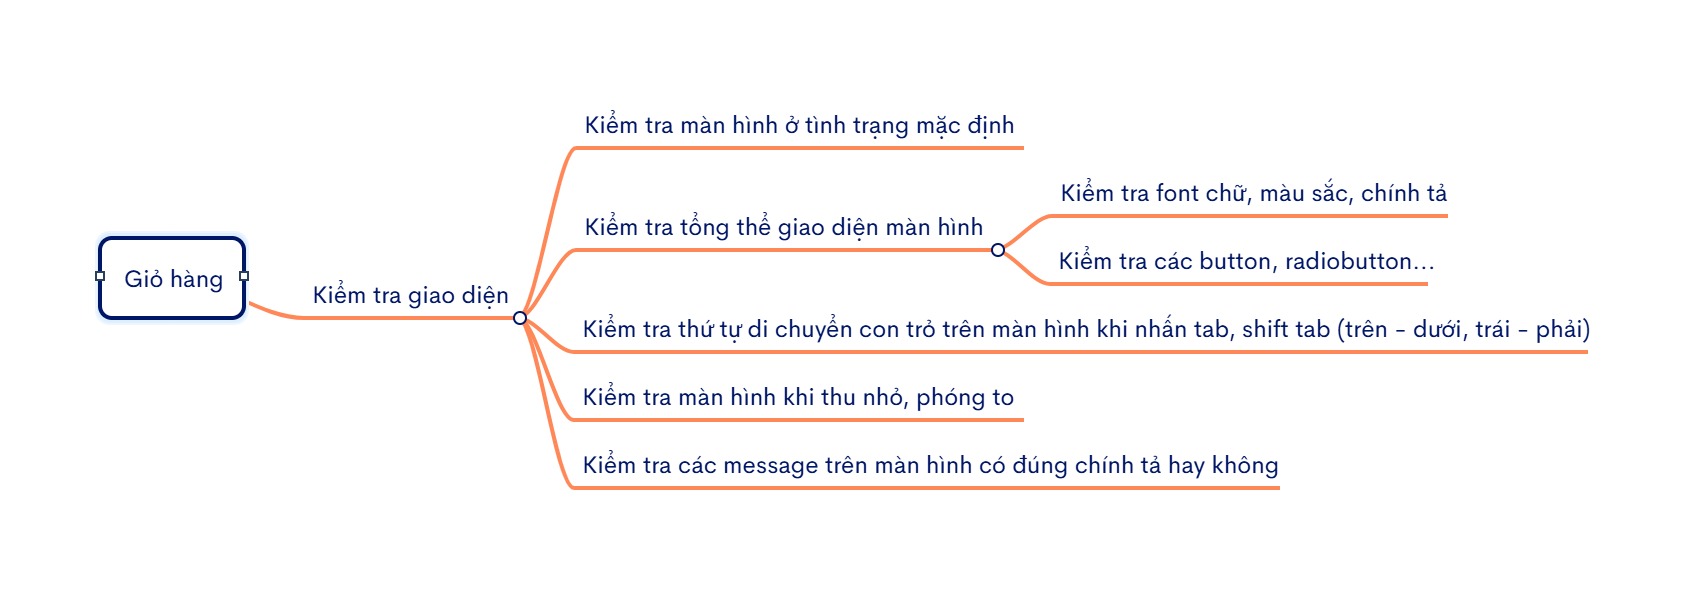 Giỏ hàng
Kiểm tra giao diện
Kiểm tra màn hình ở tình trạng mặc định
Kiểm tra tổng thể giao diện màn hình
Kiểm tra font chữ, màu sắc, chính tả
Kiểm tra các button, radiobutton...
Kiểm tra thứ tự di chuyển con trỏ trên màn hình khi nhấn tab, shift tab (trên - dưới, trái - phải)
Kiểm tra màn hình khi thu nhỏ, phóng to
Kiểm tra các message trên màn hình có đúng chính tả hay không